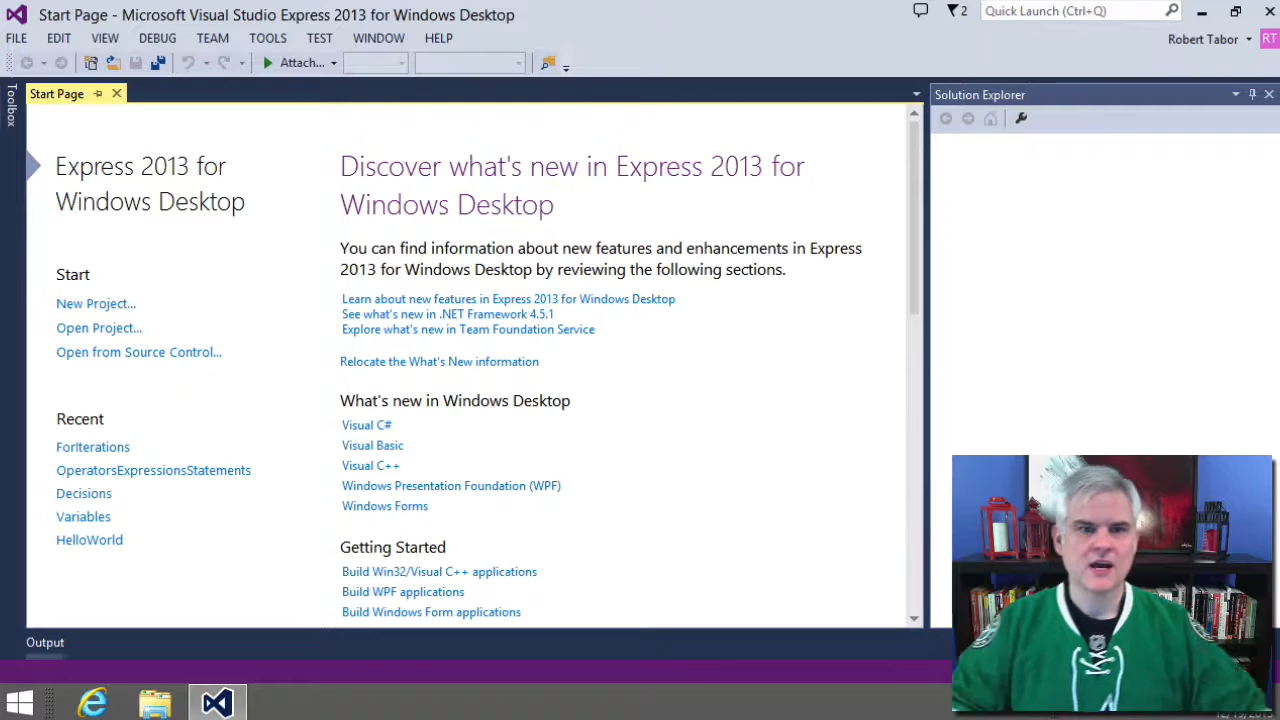 Start Page - Microsoft Visual Studio Express 2013 for Windows Desktop
2
Quick Launch (Ctrl+Q)
FILE EDIT VIEW DEBUG TEAM TOOLS TEST WINDOW HELP
Robert Tabor
RT
Attach...
Toolbox
Start Page
Solution Explorer
Express 2013 for
Windows Desktop
Start
New Project...
Open Project...
Open from Source Control...
Recent
ForIterations
OperatorsExpressionsStatements
Decisions
Variables
HelloWorld
Discover what's new in Express 2013 for
Windows Desktop
You can find information about new features and enhancements in Express
2013 for Windows Desktop by reviewing the following sections.
Learn about new features in Express 2013 for Windows Desktop
See what's new in .NET Framework 4.5.1
Explore what's new in Team Foundation Service
Relocate the What's New information
What's new in Windows Desktop
Visual C#
Visual Basic
Visual C++
Windows Presentation Foundation (WPF)
Windows Forms
Getting Started
Build Win32/Visual C++ applications
Build WPF applications
Build Windows Form applications
Output